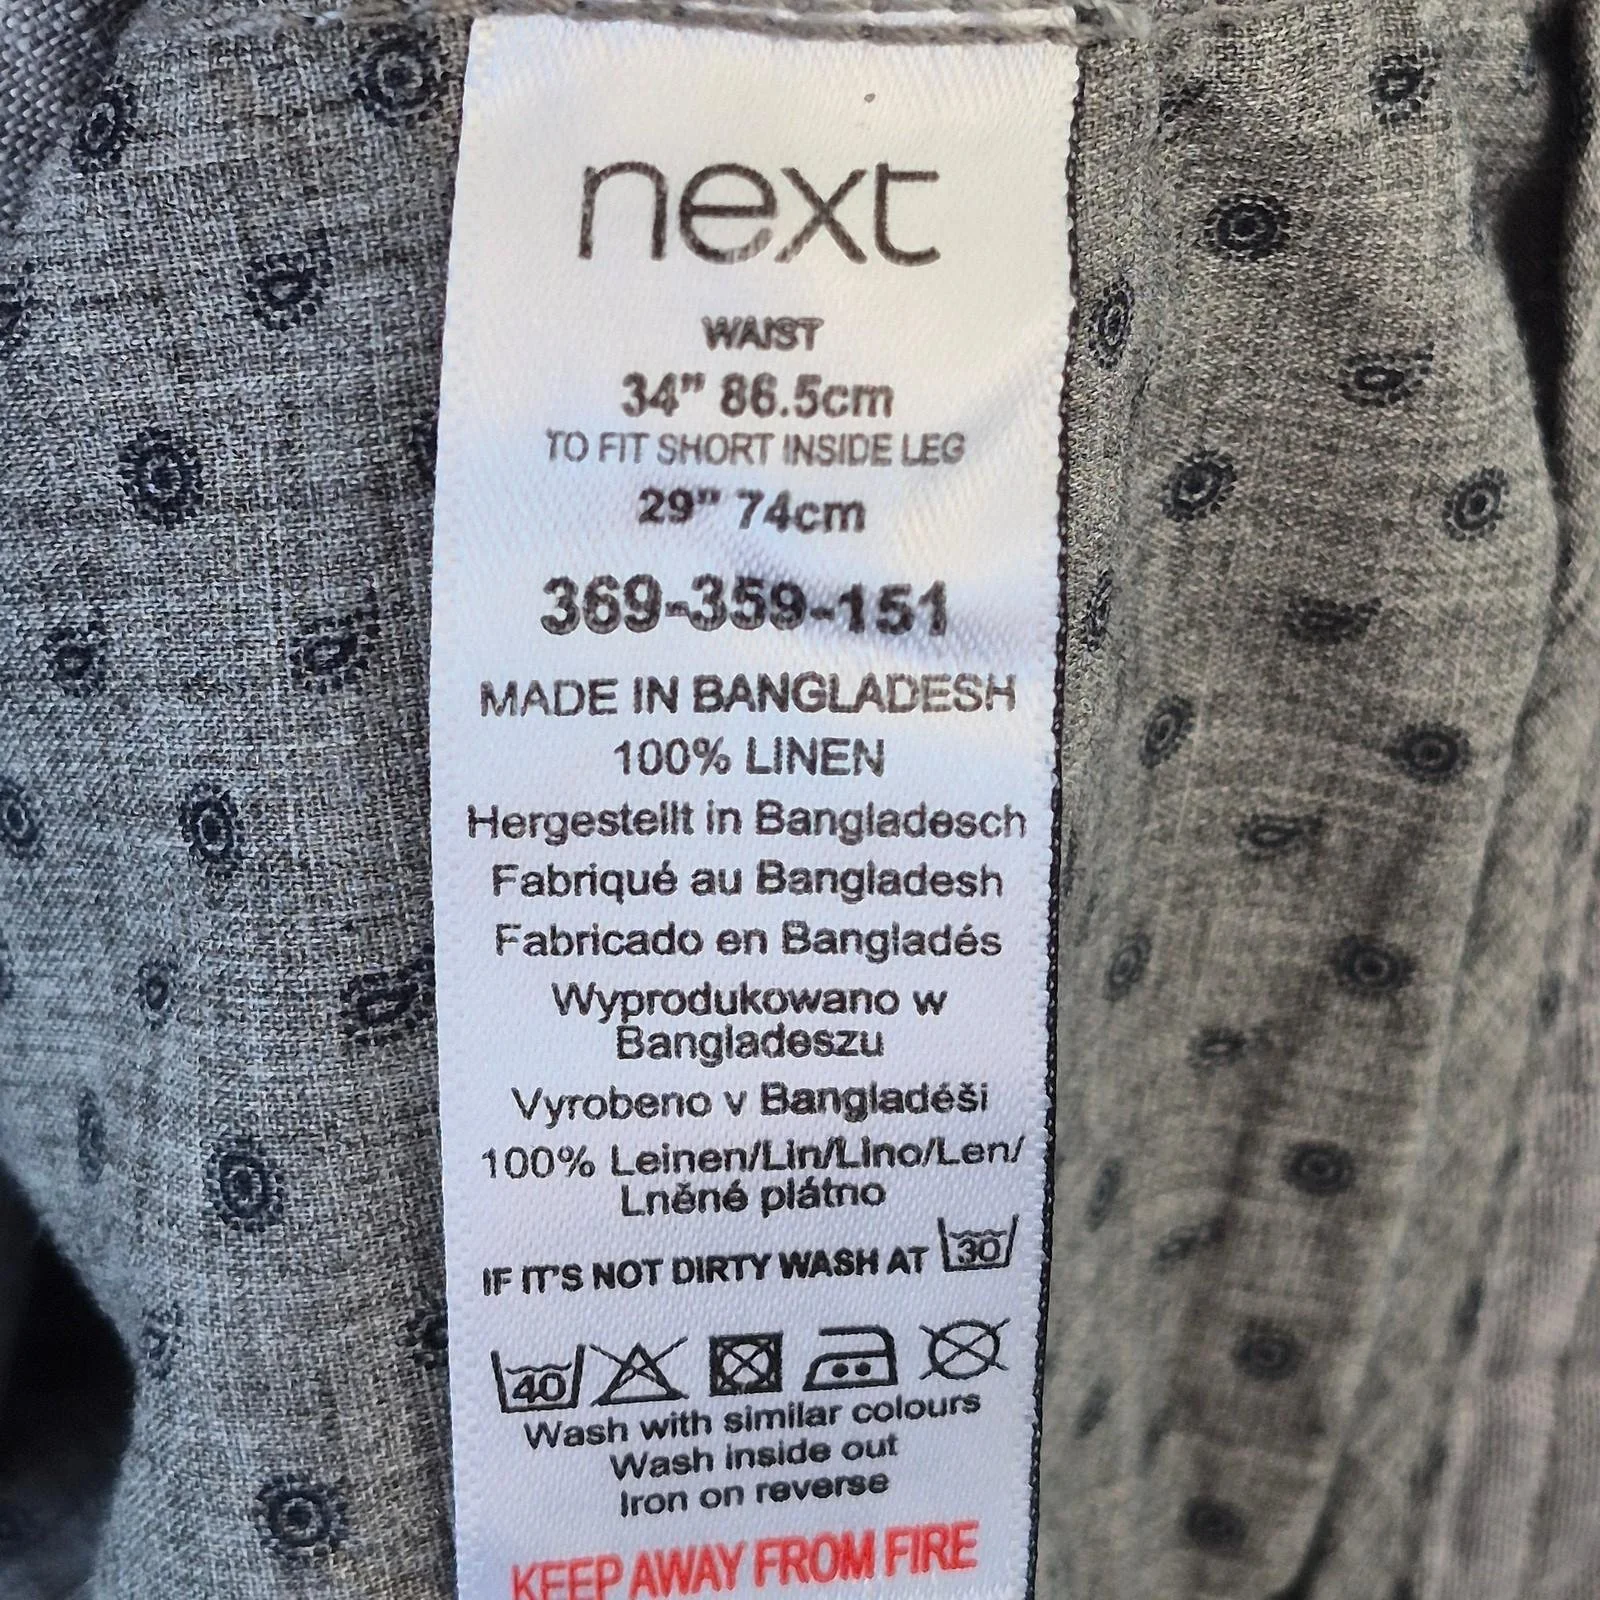 next
WAIST
34" 86.5cm
TO FIT SHORT INSIDE LEG
29" 74cm
369-359-151
MADE IN BANGLADESH
100% LINEN
Hergestellt in Bangladesch
Fabriqué au Bangladesh
Fabricado en Bangladés
Wyprodukowano w
Bangladeszu
Vyrobeno v Bangladéši
100% Leinen/Lin/Lino/Len/
Lněné plátno
IF IT'S NOT DIRTY WASH AT 30
40
Wash with similar colours
Wash inside out
Iron on reverse
KEEP AWAY FROM FIRE